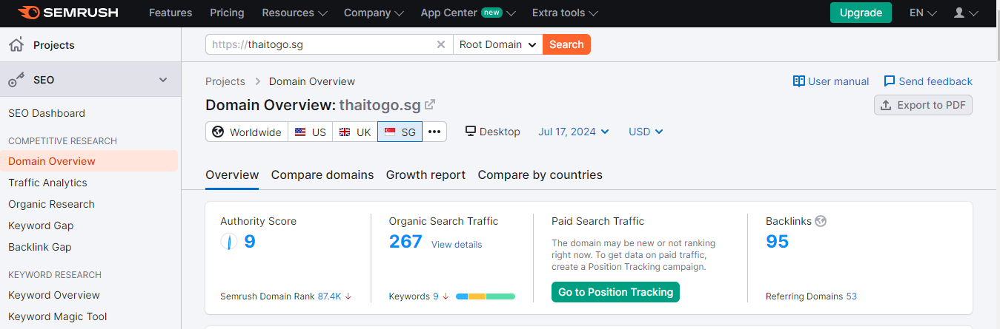 SEMRUSH Features Pricing Resources Company App Center new Extra tools Upgrade EN
Projects
https://thaitogo.sg Root Domain Search
SEO
Projects Domain Overview User manual Send feedback
Domain Overview: thaitogo.sg Export to PDF
SEO Dashboard
Worldwide US UK SG ••• Desktop Jul 17, 2024 USD
COMPETITIVE RESEARCH
Domain Overview
Traffic Analytics
Organic Research
Keyword Gap
Backlink Gap
KEYWORD RESEARCH
Keyword Overview
Keyword Magic Tool
Overview Compare domains Growth report Compare by countries
Authority Score
9
Semrush Domain Rank 87.4K ↓
Organic Search Traffic
267 View details
Keywords 9 ↓
Paid Search Traffic
The domain may be new or not ranking
right now. To get data on paid traffic,
create a Position Tracking campaign.
Go to Position Tracking
Backlinks
95
Referring Domains 53